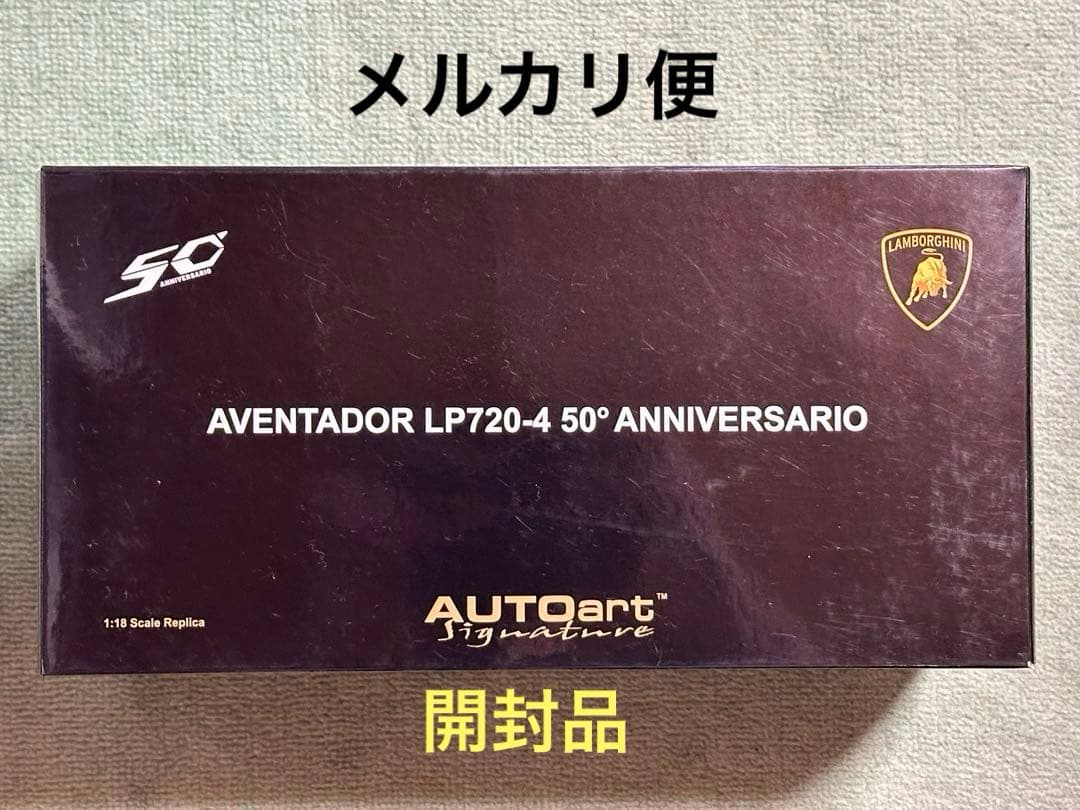 メルカリ便
50°
ANNIVERSARIO
LAMBORGHINI
AVENTADOR LP720-4 50° ANNIVERSARIO
1:18 Scale Replica
AUTOart™
Signature
開封品